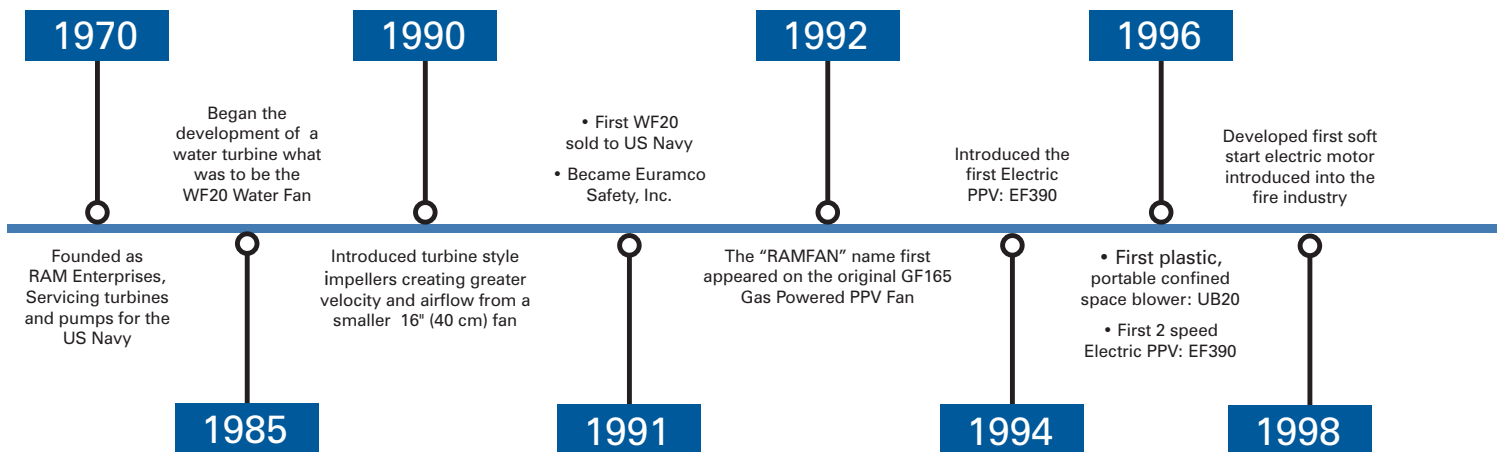 1970
Founded as
RAM Enterprises,
Servicing turbines
and pumps for the
US Navy
1985
Began the
development of a
water turbine what
was to be the
WF20 Water Fan
1990
Introduced turbine style
impellers creating greater
velocity and airflow from a
smaller 16" (40 cm) fan
1991
• First WF20
sold to US Navy
• Became Euramco
Safety, Inc.
1992
The “RAMFAN” name first
appeared on the original GF165
Gas Powered PPV Fan
1994
Introduced the
first Electric
PPV: EF390
1996
• First plastic,
portable confined
space blower: UB20
• First 2 speed
Electric PPV: EF390
1998
Developed first soft
start electric motor
introduced into the
fire industry